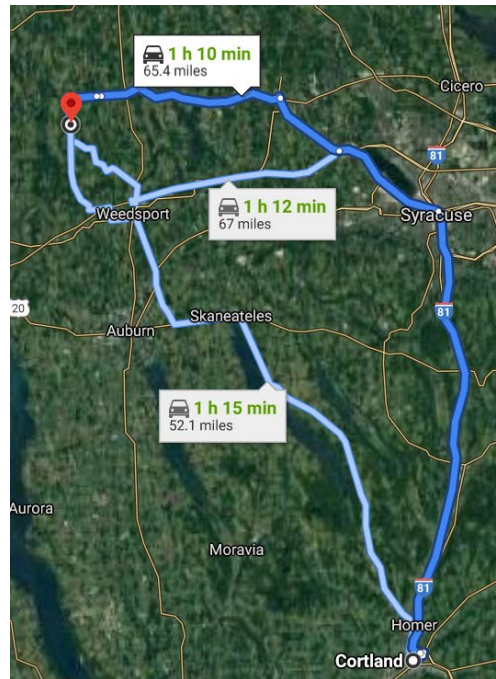 1 h 10 min
65.4 miles
Cicero
81
1 h 12 min
67 miles
Weedsport
Syracuse
20
81
Skaneateles
Auburn
1 h 15 min
52.1 miles
Aurora
Moravia
81
Homer
Cortland